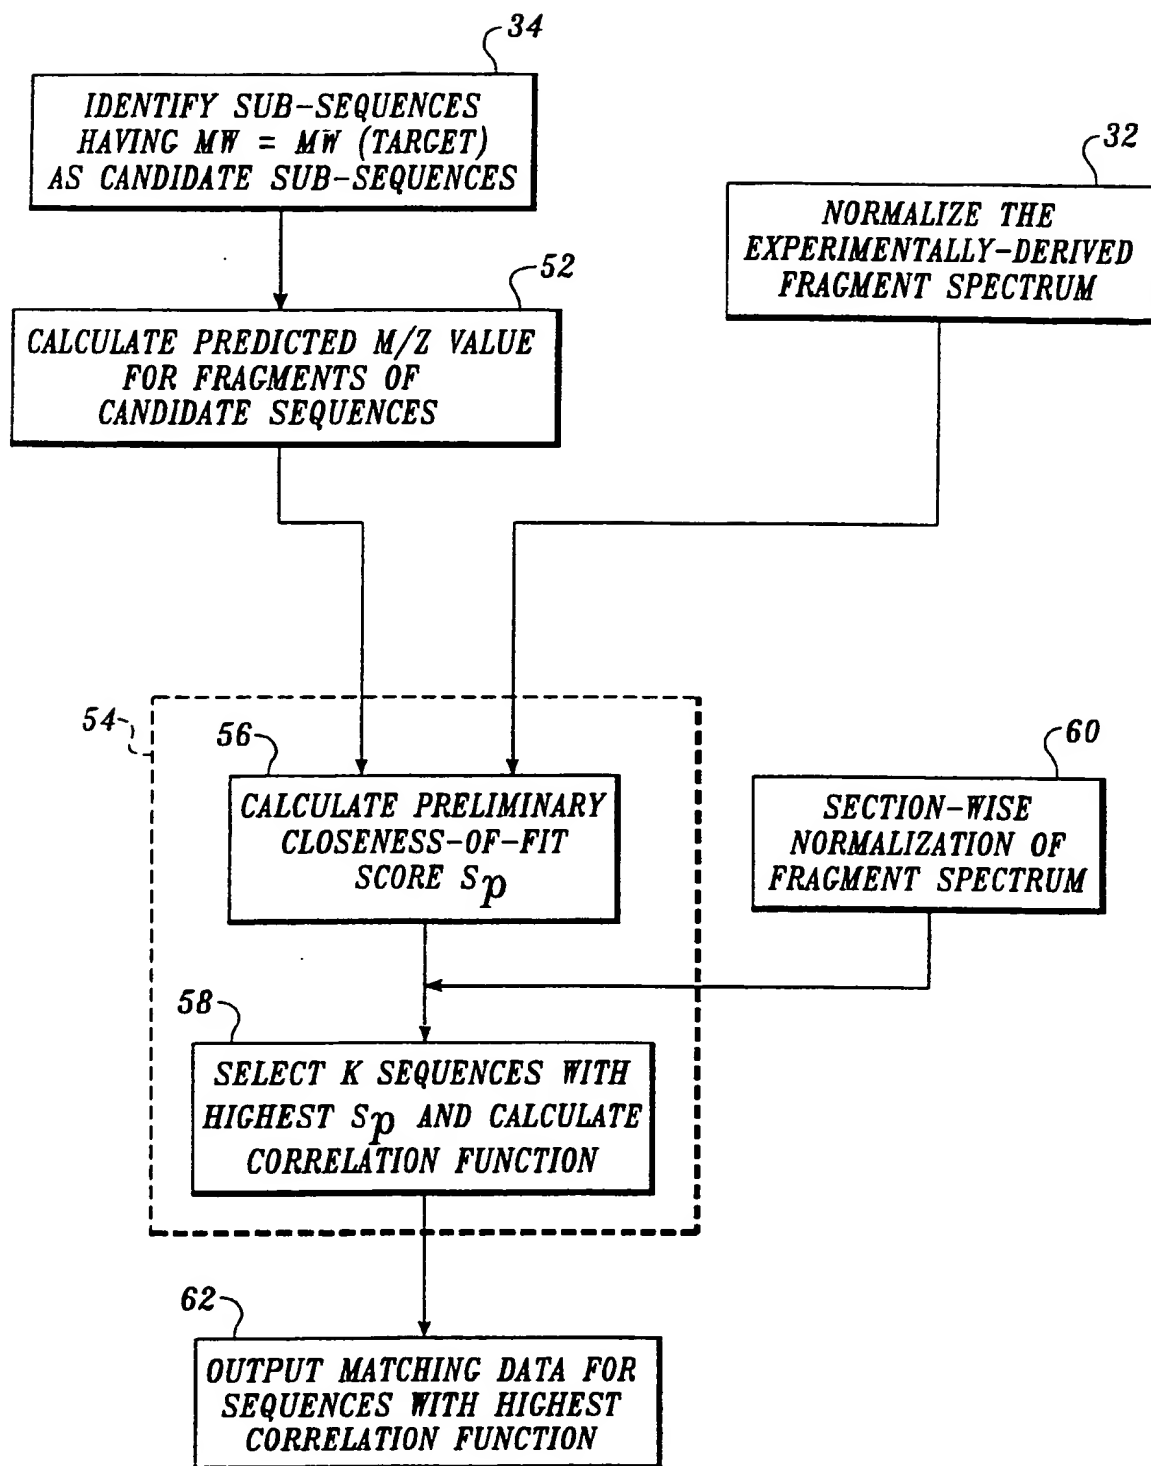 34
IDENTIFY SUB-SEQUENCES
HAVING MW = MW (TARGET)
AS CANDIDATE SUB-SEQUENCES
32
NORMALIZE THE
EXPERIMENTALLY-DERIVED
FRAGMENT SPECTRUM
52
CALCULATE PREDICTED M/Z VALUE
FOR FRAGMENTS OF
CANDIDATE SEQUENCES
54
56
CALCULATE PRELIMINARY
CLOSENESS-OF-FIT
SCORE Sp
60
SECTION-WISE
NORMALIZATION OF
FRAGMENT SPECTRUM
58
SELECT K SEQUENCES WITH
HIGHEST Sp AND CALCULATE
CORRELATION FUNCTION
62
OUTPUT MATCHING DATA FOR
SEQUENCES WITH HIGHEST
CORRELATION FUNCTION